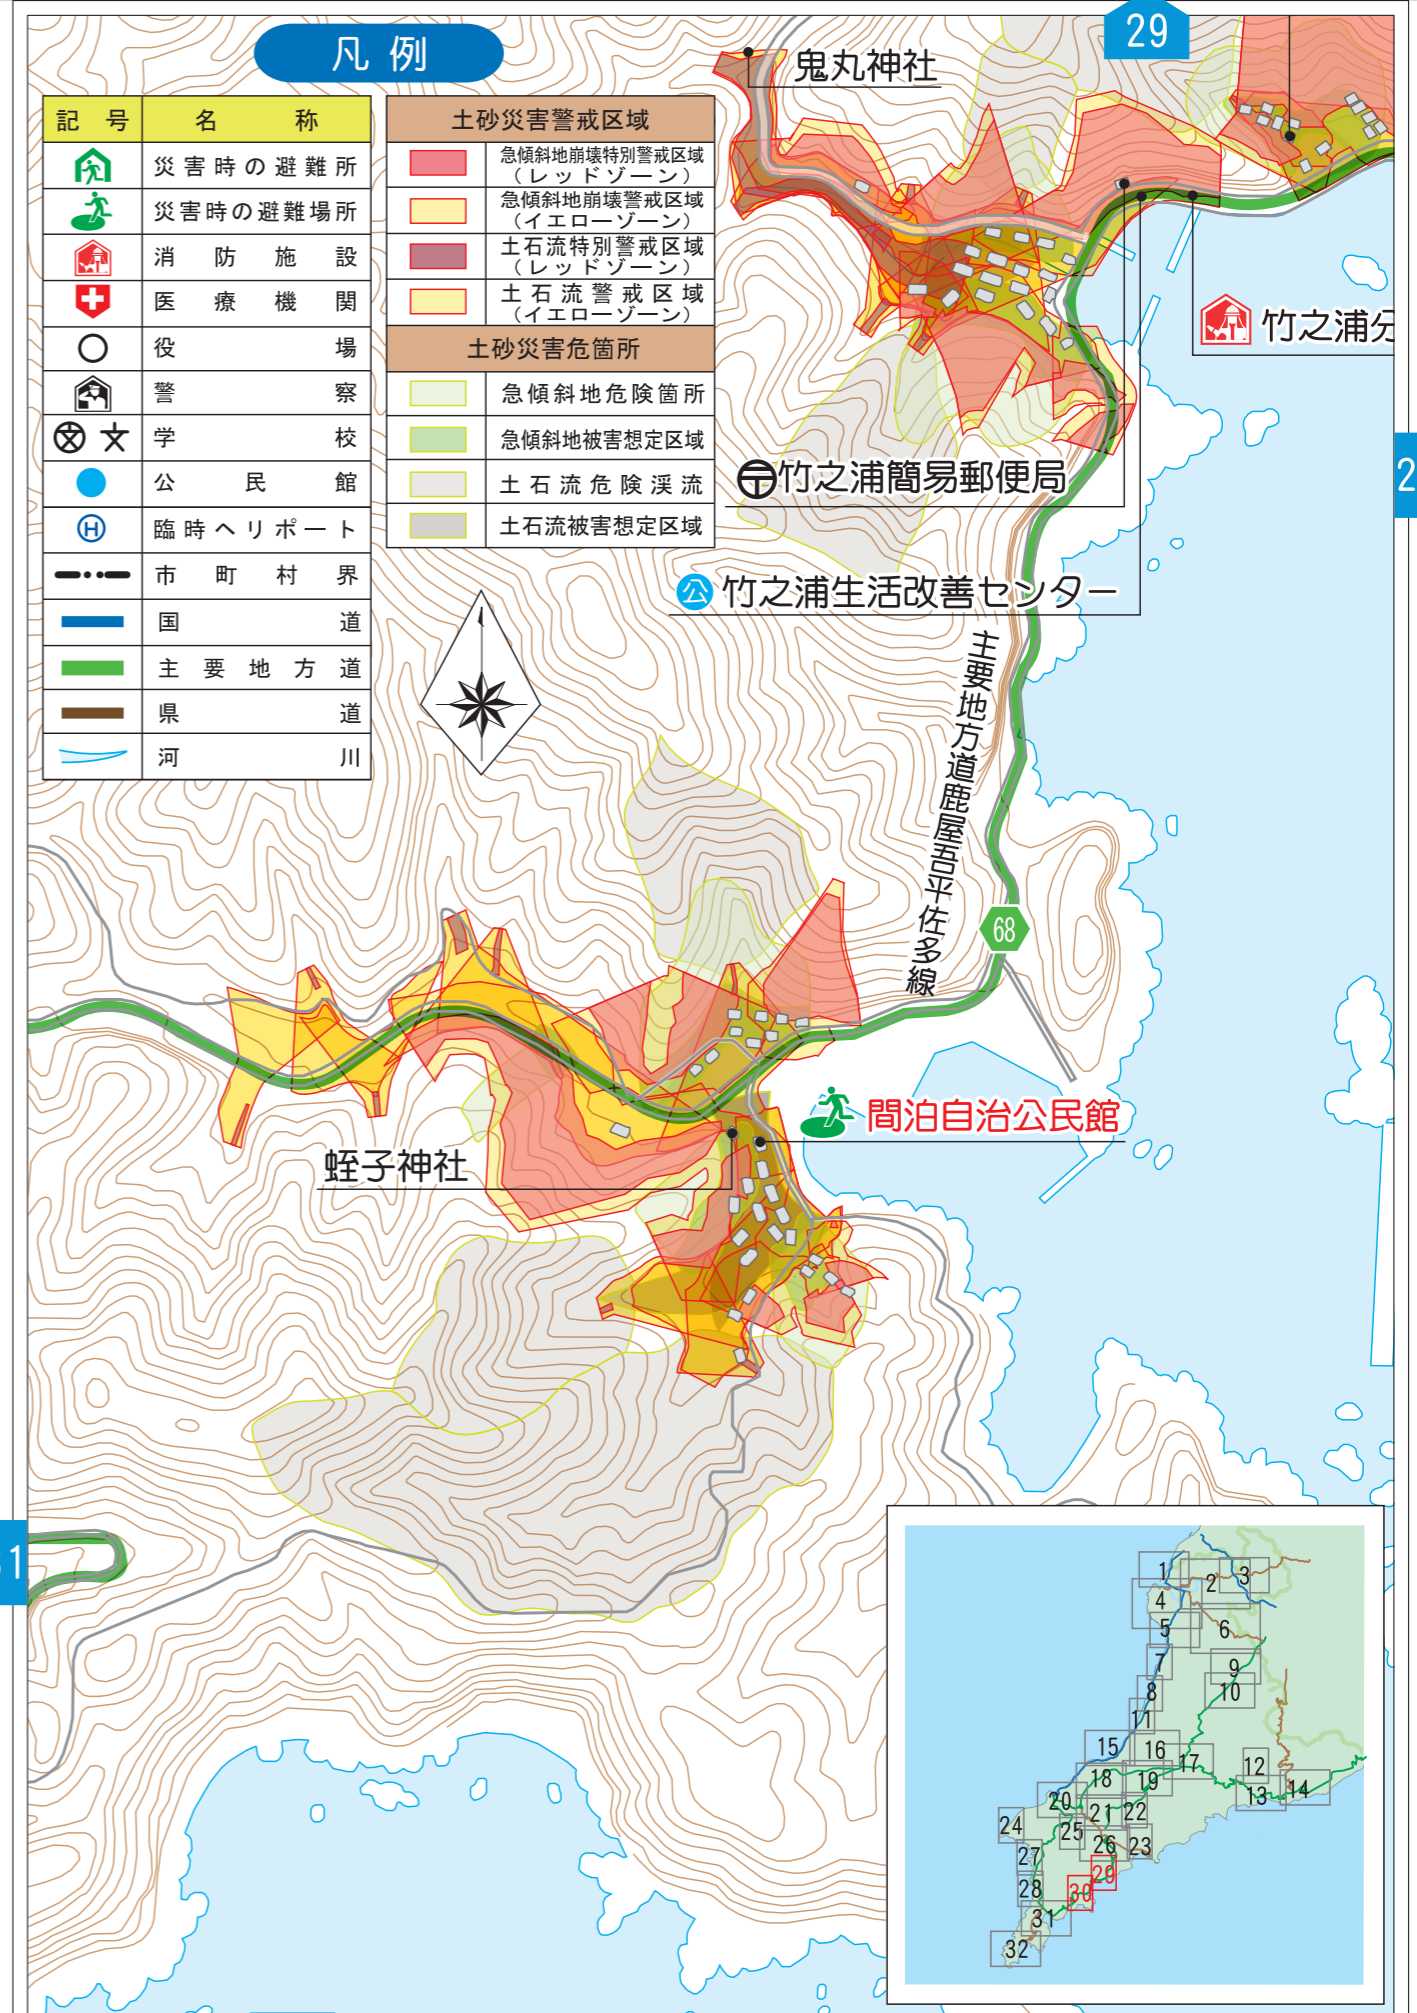 凡例
記号 名称
災害時の避難所
災害時の避難場所
消防施設
医療機関
役場
警察
学校
公民館
H 臨時ヘリポート
市町村界
国道
主要地方道
県道
河川
土砂災害警戒区域
急傾斜地崩壊特別警戒区域
(レッドゾーン)
急傾斜地崩壊警戒区域
(イエローゾーン)
土石流特別警戒区域
(レッドゾーン)
土石流警戒区域
(イエローゾーン)
土砂災害危箇所
急傾斜地危険箇所
急傾斜地被害想定区域
土石流危険渓流
土石流被害想定区域
29
鬼丸神社
竹之浦分
2
〒竹之浦簡易郵便局
公 竹之浦生活改善センター
主要地方道鹿屋吾平佐多線
68
間泊自治公民館
蛭子神社
1
1
2
3
4
5
6
7
8
9
10
11
12
13
14
15
16
17
18
19
20
21
22
23
24
25
26
27
28
29
30
31
32